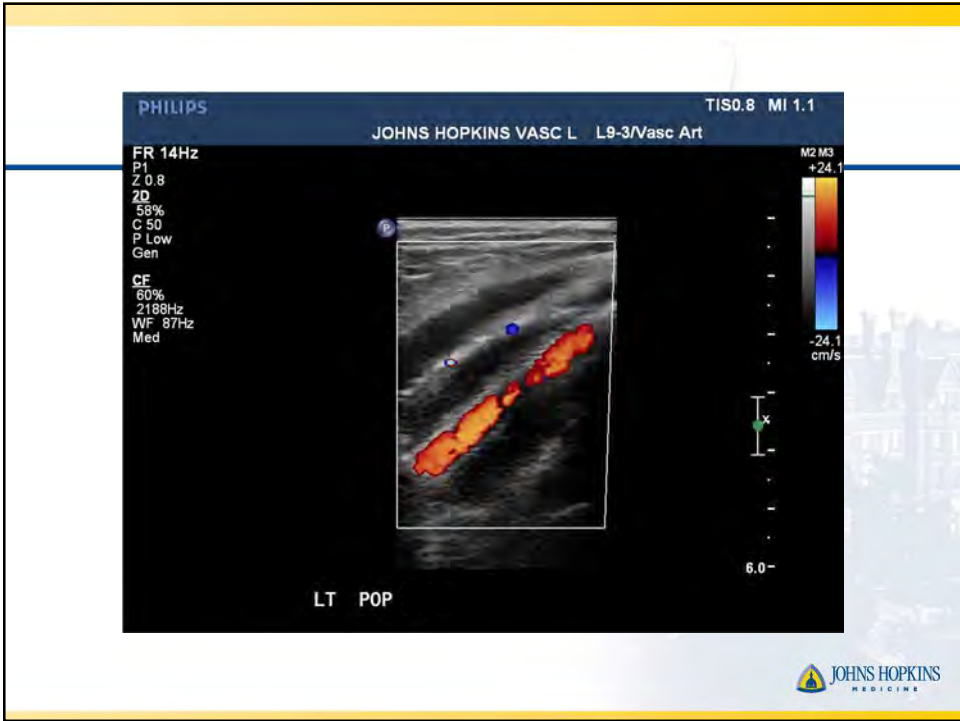 PHILIPS
TIS0.8 MI 1.1
JOHNS HOPKINS VASC L L9-3/Vasc Art
FR 14Hz
P1
Z 0.8
2D
58%
C 50
P Low
Gen
CF
60%
2188Hz
WF 87Hz
Med
M2 M3
+24.1
-24.1
cm/s
P
x
6.0
LT POP
JOHNS HOPKINS
MEDICINE